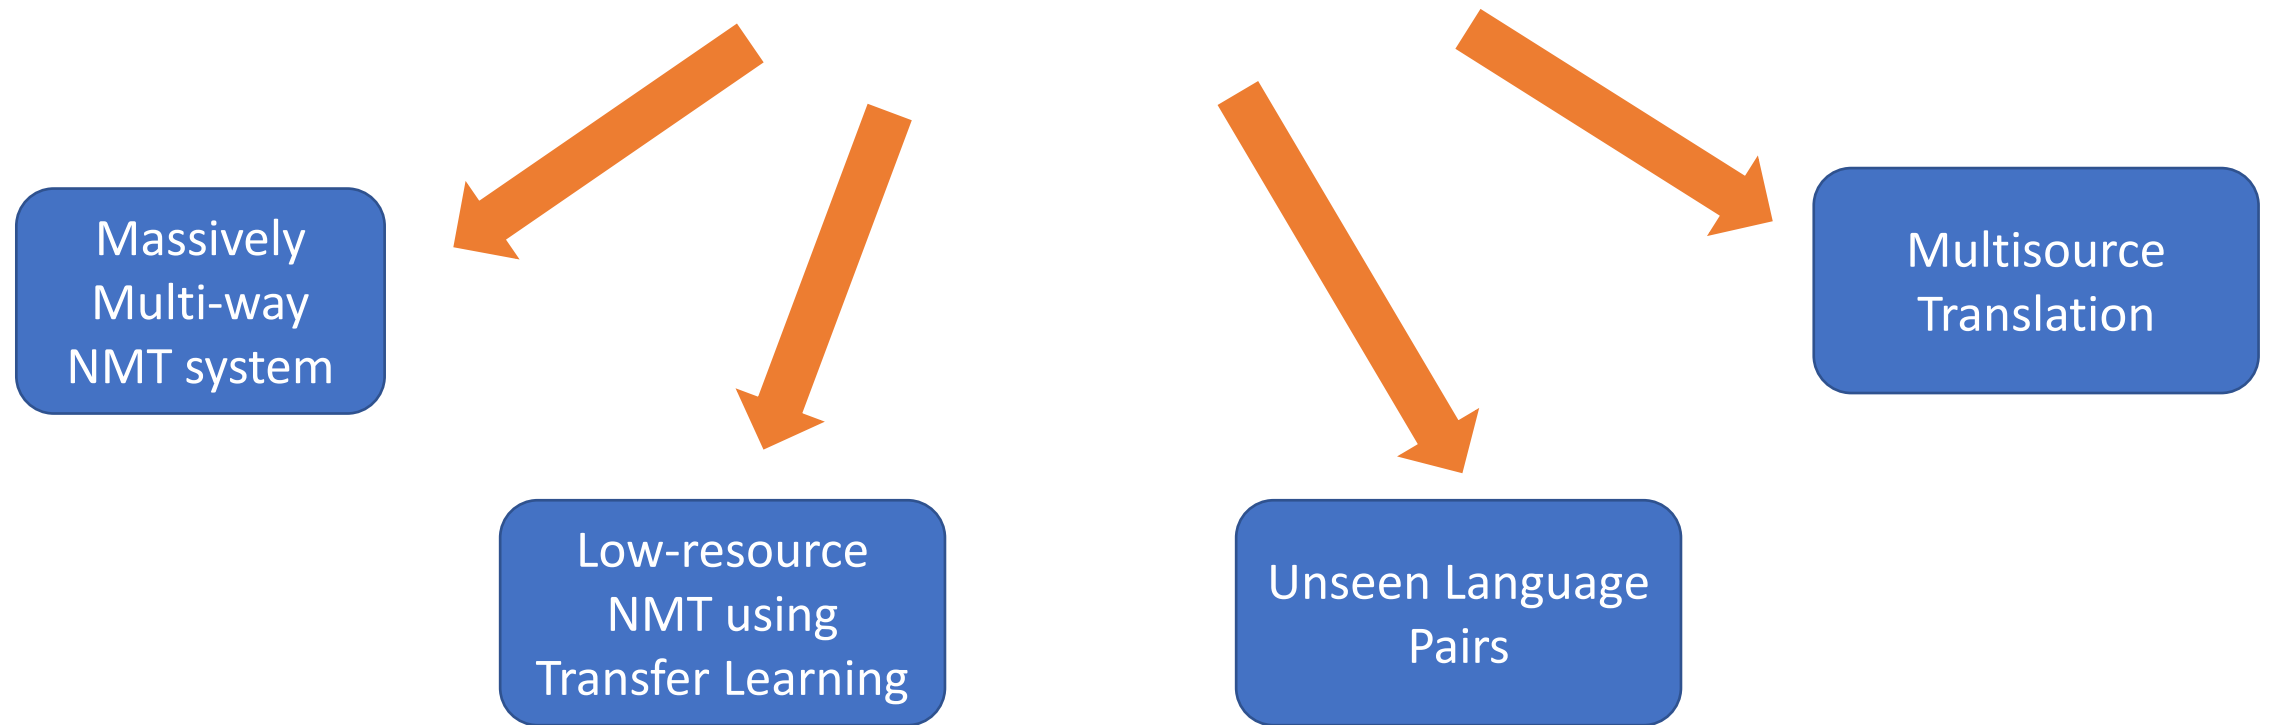 Massively
Multi-way
NMT system
Low-resource
NMT using
Transfer Learning
Unseen Language
Pairs
Multisource
Translation